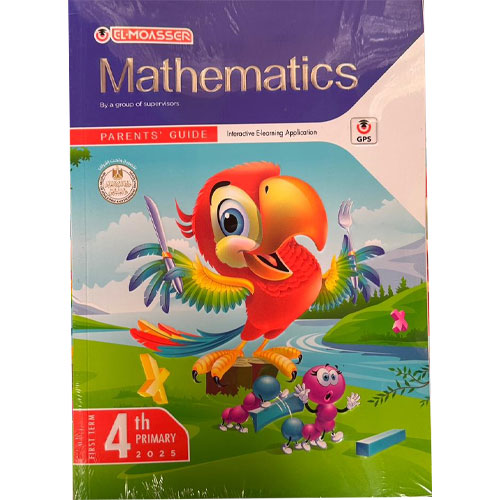 EL-MOASSER
Mathematics
By a group of supervisors
PARENTS' GUIDE
Interactive E-learning Application
GPS
FIRST TERM
4th
PRIMARY
2025